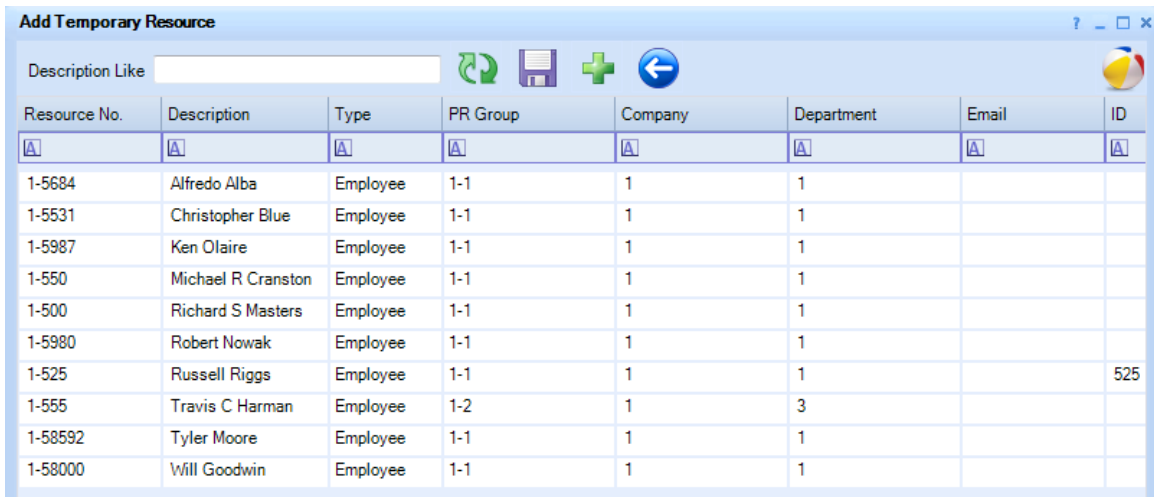 Add Temporary Resource ?
Description Like
Resource No. Description Type PR Group Company Department Email ID
A A A A A A A A
1-5684 Alfredo Alba Employee 1-1 1 1
1-5531 Christopher Blue Employee 1-1 1 1
1-5987 Ken Olaire Employee 1-1 1 1
1-550 Michael R Cranston Employee 1-1 1 1
1-500 Richard S Masters Employee 1-1 1 1
1-5980 Robert Nowak Employee 1-1 1 1
1-525 Russell Riggs Employee 1-1 1 1 525
1-555 Travis C Harman Employee 1-2 1 3
1-58592 Tyler Moore Employee 1-1 1 1
1-58000 Will Goodwin Employee 1-1 1 1